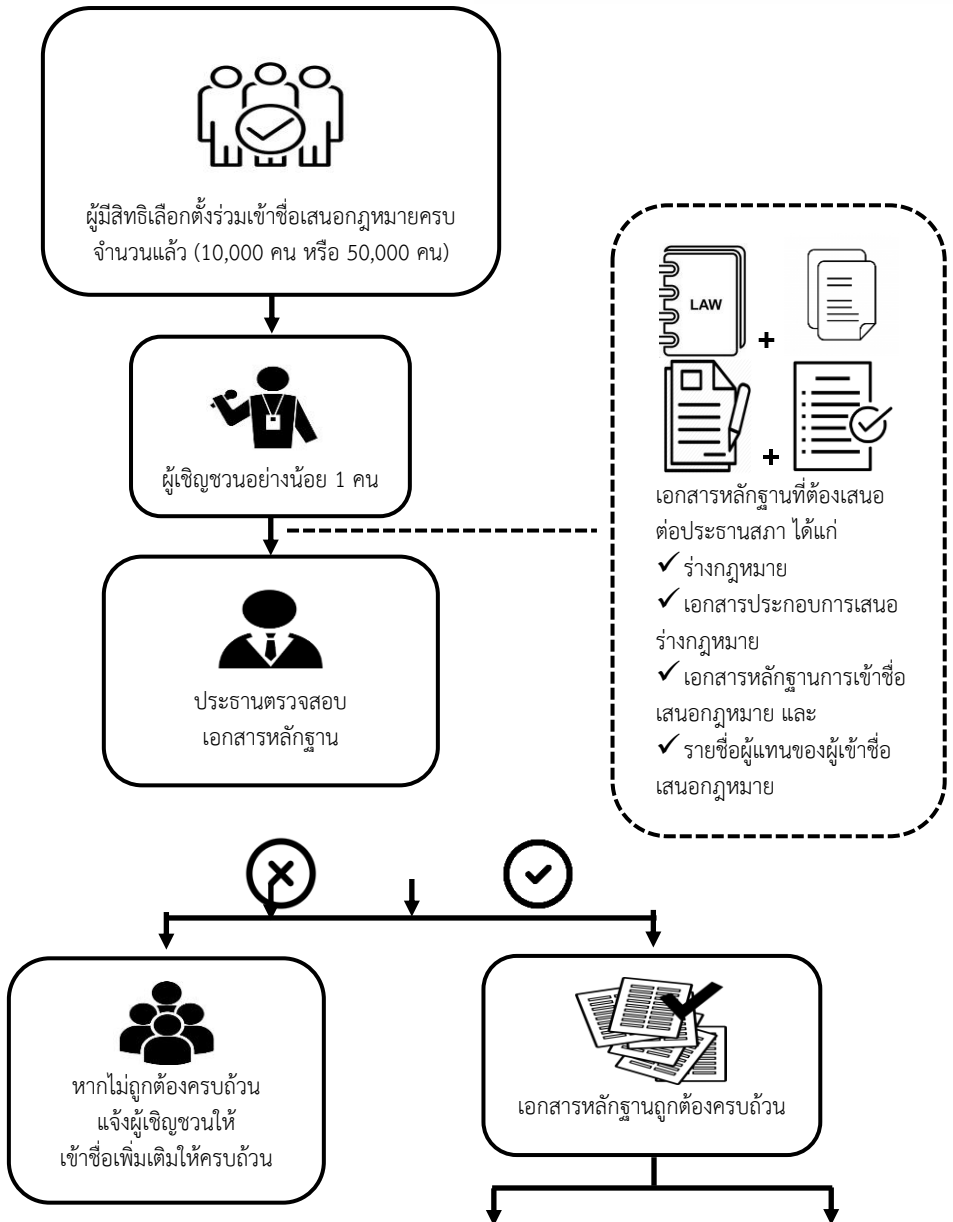 ผู้มีสิทธิเลือกตั้งร่วมเข้าชื่อเสนอกฎหมายครบ
จำนวนแล้ว (10,000 คน หรือ 50,000 คน)
ผู้เชิญชวนอย่างน้อย 1 คน
LAW
+
+
เอกสารหลักฐานที่ต้องเสนอ
ต่อประธานสภา ได้แก่
✓ ร่างกฎหมาย
✓ เอกสารประกอบการเสนอ
ร่างกฎหมาย
✓ เอกสารหลักฐานการเข้าชื่อ
เสนอกฎหมาย และ
✓ รายชื่อผู้แทนของผู้เข้าชื่อ
เสนอกฎหมาย
ประธานตรวจสอบ
เอกสารหลักฐาน
หากไม่ถูกต้องครบถ้วน
แจ้งผู้เชิญชวนให้
เข้าชื่อเพิ่มเติมให้ครบถ้วน
เอกสารหลักฐานถูกต้องครบถ้วน